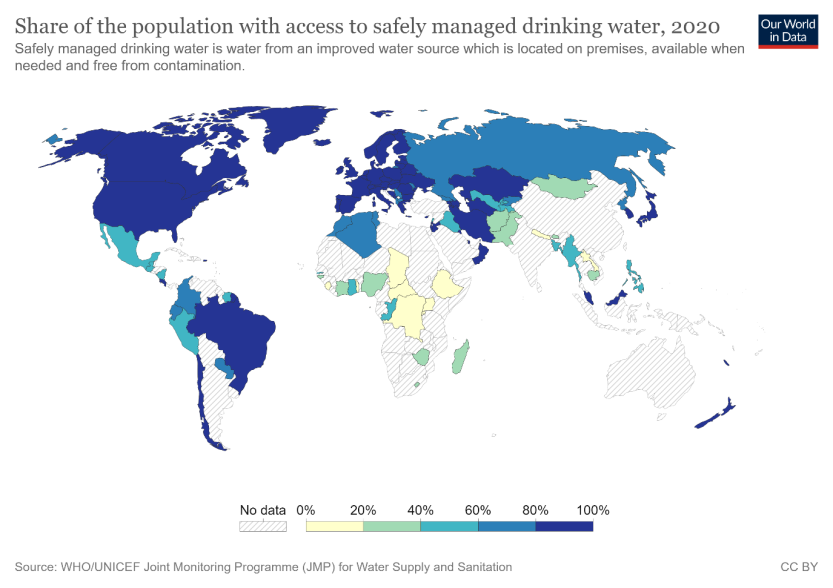 Share of the population with access to safely managed drinking water, 2020
Our World
in Data
Safely managed drinking water is water from an improved water source which is located on premises, available when
needed and free from contamination.
No data 0% 20% 40% 60% 80% 100%
Source: WHO/UNICEF Joint Monitoring Programme (JMP) for Water Supply and Sanitation
CC BY